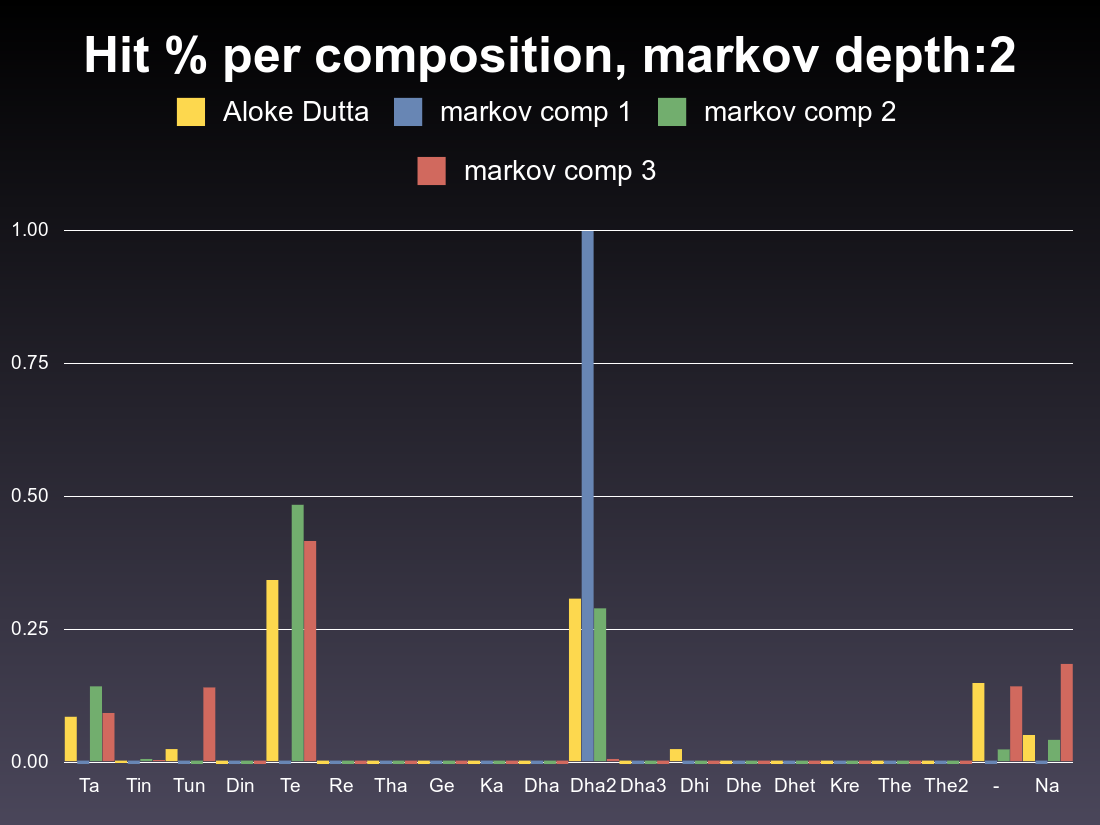 Hit % per composition, markov depth:2
Aloke Dutta markov comp 1 markov comp 2
markov comp 3
1.00
0.75
0.50
0.25
0.00
Ta Tin Tun Din Te Re Tha Ge Ka Dha Dha2 Dha3 Dhi Dhe Dhet Kre The The2 - Na